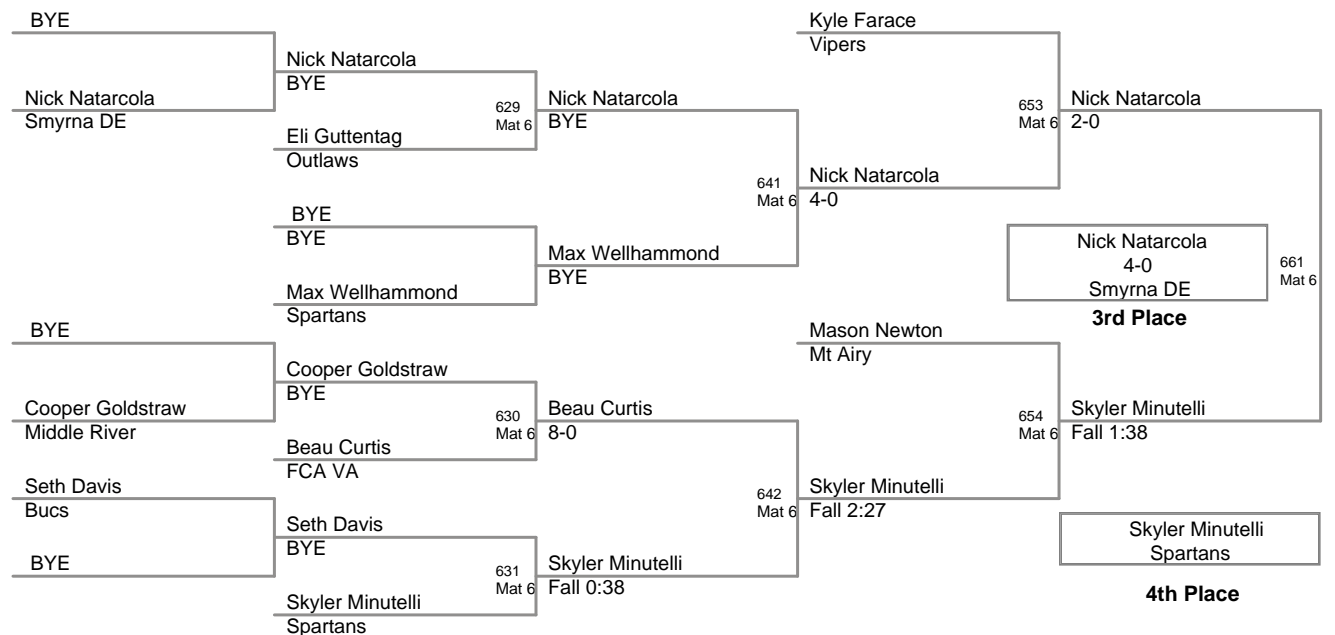 BYE
Nick Natarcola
Smyrna DE
BYE
Cooper Goldstraw
Middle River
Seth Davis
Bucs
BYE
Nick Natarcola
BYE
Eli Guttentag
Outlaws
BYE
BYE
Max Wellhammond
Spartans
Cooper Goldstraw
BYE
Beau Curtis
FCA VA
Seth Davis
BYE
Skyler Minutelli
Spartans
629
Mat 6
630
Mat 6
631
Mat 6
Nick Natarcola
BYE
Max Wellhammond
BYE
Beau Curtis
8-0
Skyler Minutelli
Fall 0:38
641
Mat 6
642
Mat 6
Kyle Farace
Vipers
Nick Natarcola
4-0
Mason Newton
Mt Airy
Skyler Minutelli
Fall 2:27
653
Mat 6
654
Mat 6
Nick Natarcola
2-0
Skyler Minutelli
Fall 1:38
661
Mat 6
Nick Natarcola
4-0
Smyrna DE
3rd Place
Skyler Minutelli
Spartans
4th Place